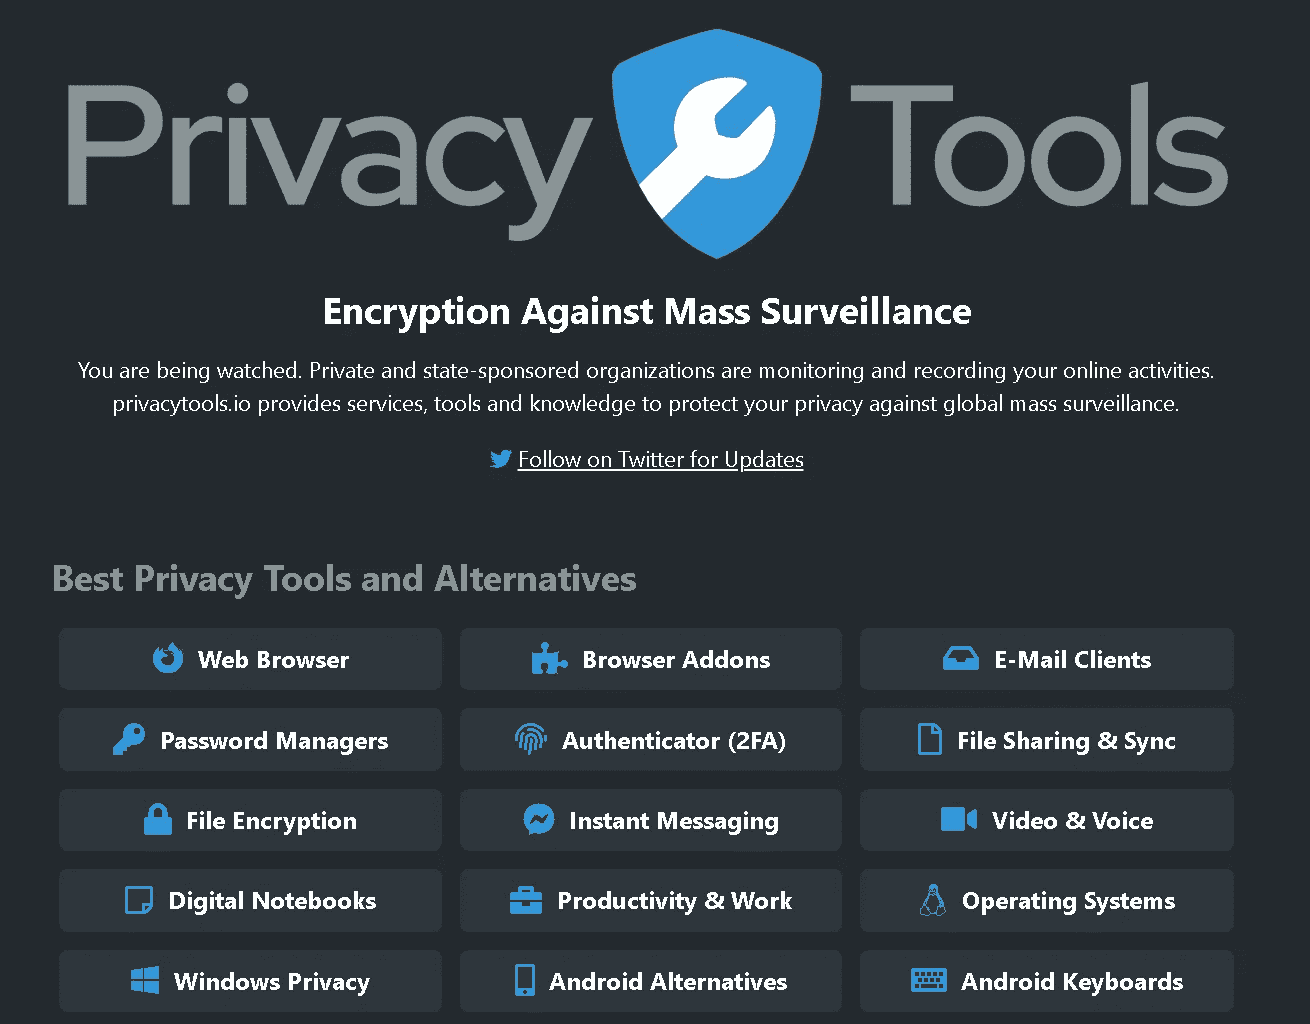 Privacy Tools
Encryption Against Mass Surveillance
You are being watched. Private and state-sponsored organizations are monitoring and recording your online activities.
privacytools.io provides services, tools and knowledge to protect your privacy against global mass surveillance.
Follow on Twitter for Updates
Best Privacy Tools and Alternatives
Web Browser
Browser Addons
E-Mail Clients
Password Managers
Authenticator (2FA)
File Sharing & Sync
File Encryption
Instant Messaging
Video & Voice
Digital Notebooks
Productivity & Work
Operating Systems
Windows Privacy
Android Alternatives
Android Keyboards